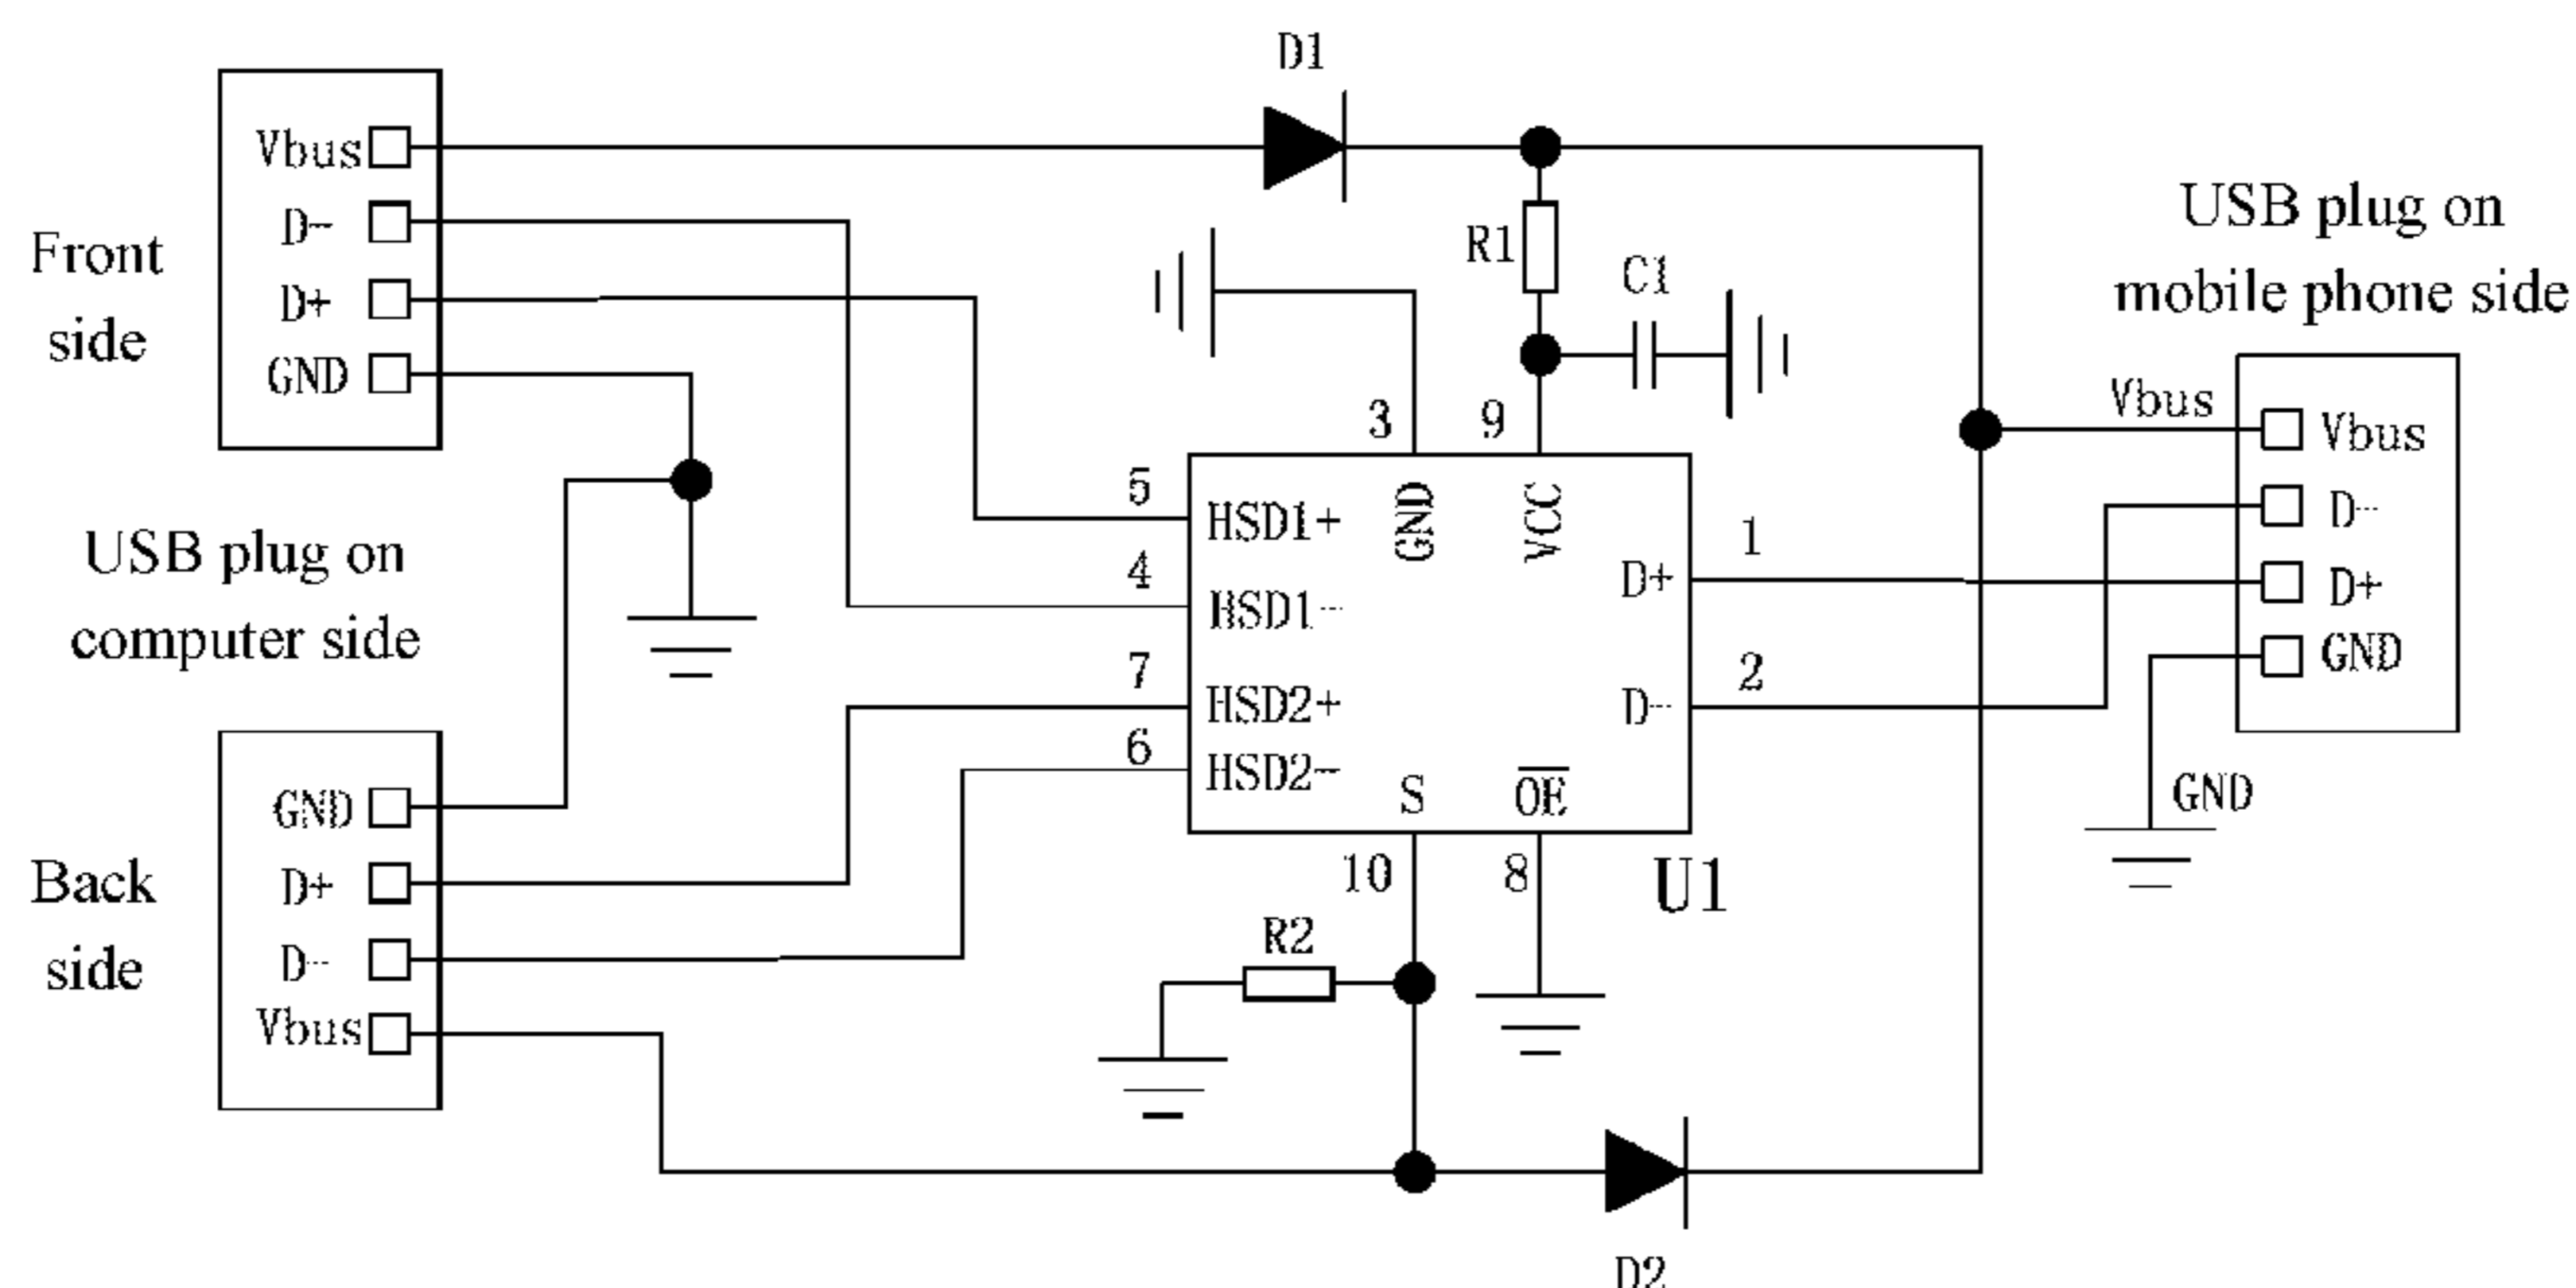 D1
Vbus
D-
D+
GND
Front
side
R1
C1
USB plug on
mobile phone side
3
9
Vbus
Vbus
D-
D+
GND
GND
5
4
7
6
HSD1+
HSD1-
HSD2+
HSD2-
GND
VCC
D+
D-
S
OE
1
2
10
8
U1
USB plug on
computer side
GND
D+
D-
Vbus
Back
side
R2
D2